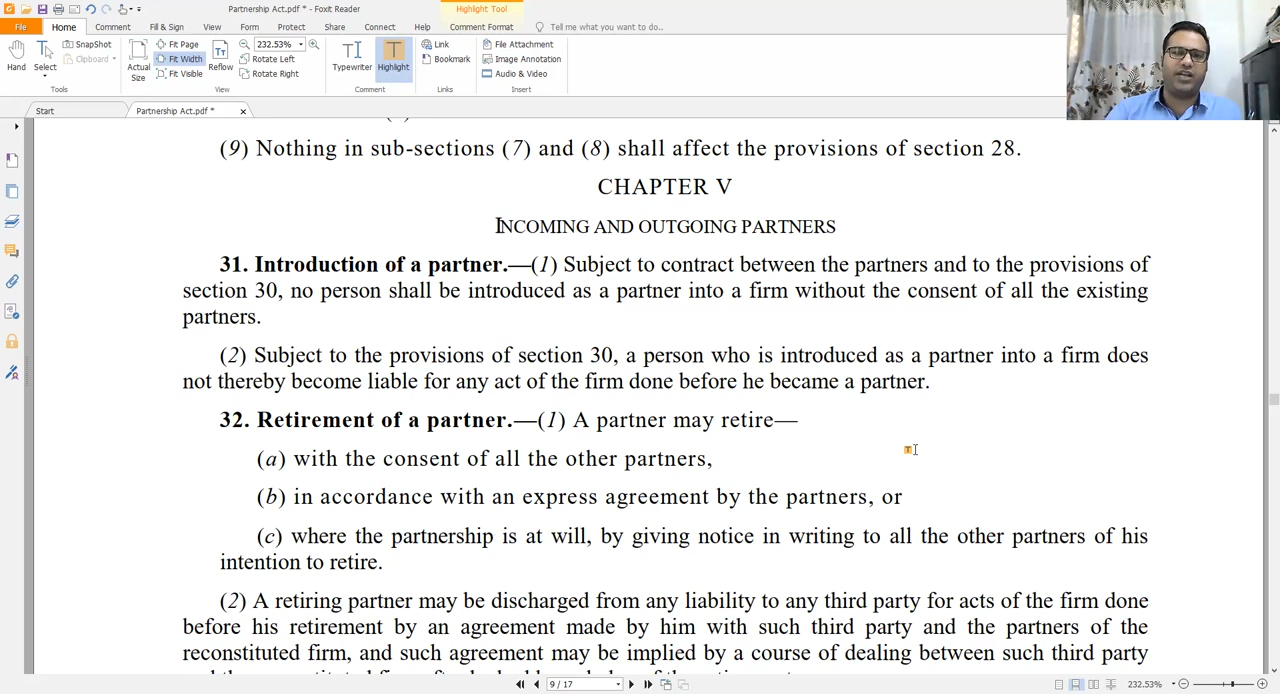 Partnership Act.pdf * - Foxit Reader
Highlight Tool
File Home Comment Fill & Sign View Form Protect Share Connect Help Comment Format Tell me what you want to do...
Hand
Select
SnapShot
Clipboard
Tools
Actual Size
Fit Page
Fit Width
Fit Visible
Reflow
232.53%
Rotate Left
Rotate Right
View
Typewriter
Highlight
Comment
Link
Bookmark
Links
File Attachment
Image Annotation
Audio & Video
Insert
Start
Partnership Act.pdf *
(9) Nothing in sub-sections (7) and (8) shall affect the provisions of section 28.
CHAPTER V
INCOMING AND OUTGOING PARTNERS
31. Introduction of a partner.—(1) Subject to contract between the partners and to the provisions of
section 30, no person shall be introduced as a partner into a firm without the consent of all the existing
partners.
(2) Subject to the provisions of section 30, a person who is introduced as a partner into a firm does
not thereby become liable for any act of the firm done before he became a partner.
32. Retirement of a partner.—(1) A partner may retire—
(a) with the consent of all the other partners,
(b) in accordance with an express agreement by the partners, or
(c) where the partnership is at will, by giving notice in writing to all the other partners of his
intention to retire.
(2) A retiring partner may be discharged from any liability to any third party for acts of the firm done
before his retirement by an agreement made by him with such third party and the partners of the
reconstituted firm, and such agreement may be implied by a course of dealing between such third party
9 / 17
232.53%